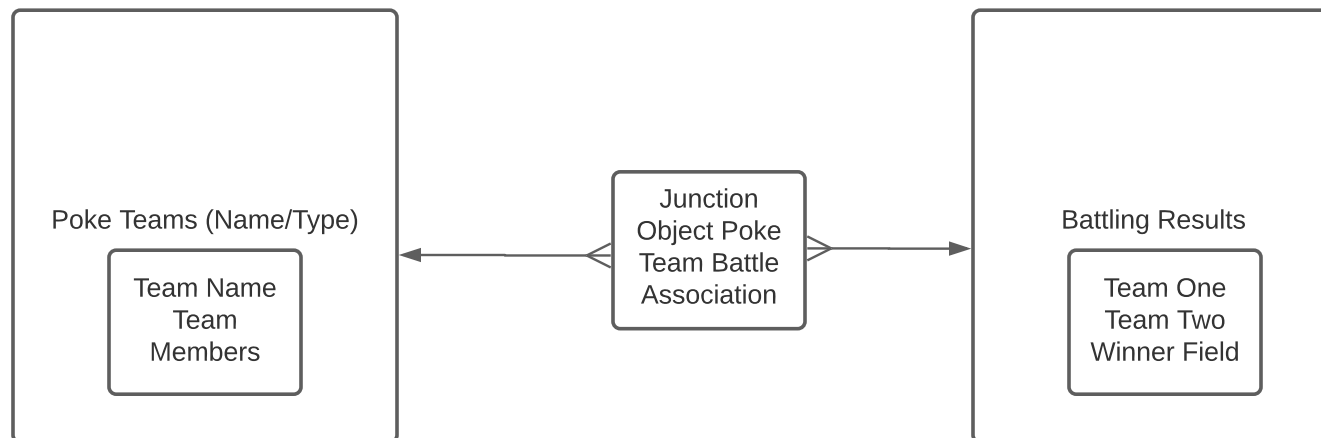 Poke Teams (Name/Type)
Team Name
Team
Members
Junction
Object Poke
Team Battle
Association
Battling Results
Team One
Team Two
Winner Field